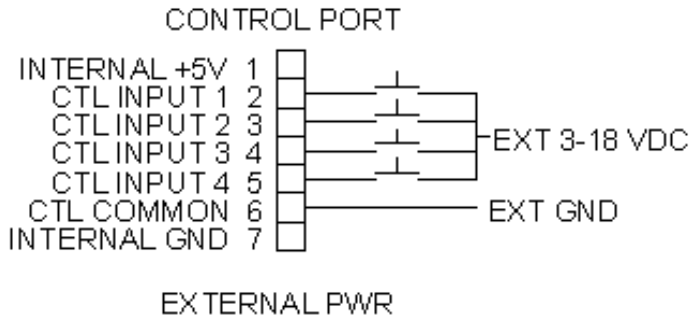 CONTROL PORT
INTERNAL +5V 1
CTL INPUT 1 2
CTL INPUT 2 3
CTL INPUT 3 4
CTL INPUT 4 5
CTL COMMON 6
INTERNAL GND 7
EXT 3-18 VDC
EXT GND
EXTERNAL PWR